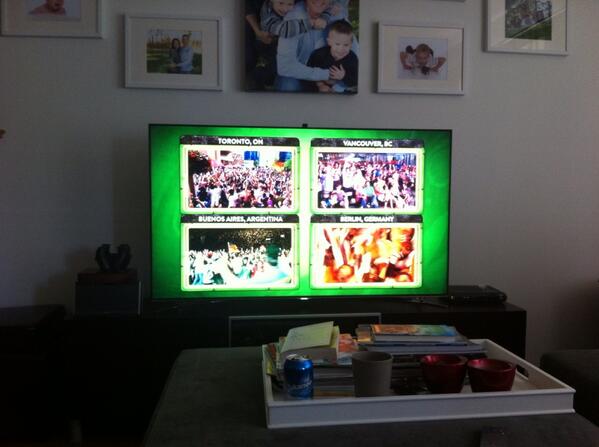 TORONTO, ON
VANCOUVER, BC
BUENOS AIRES, ARGENTINA
BERLIN, GERMANY